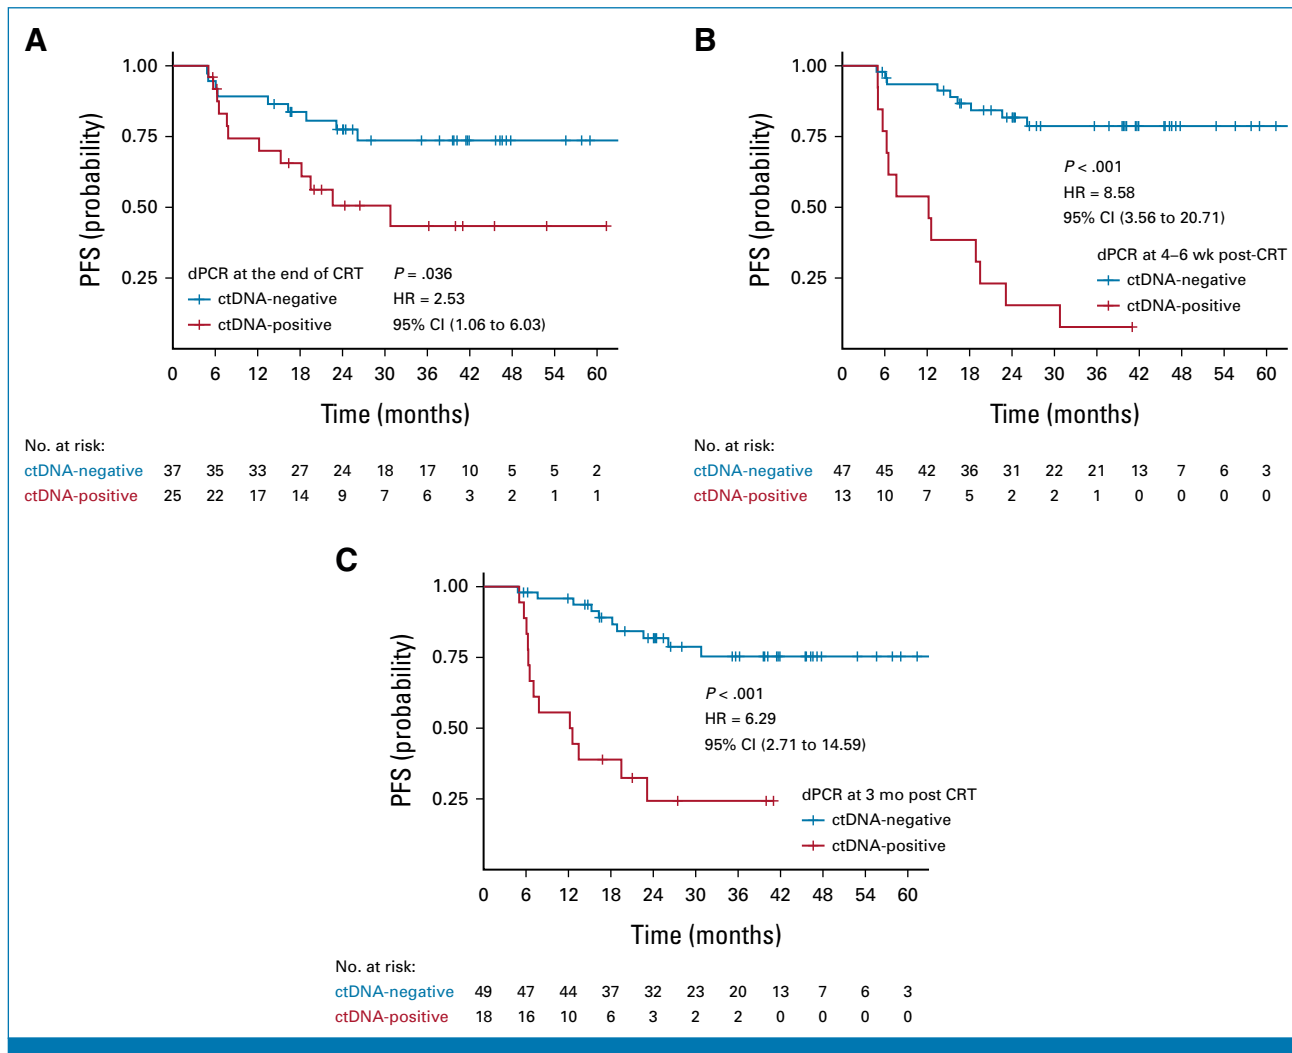 A
PFS (probability)
1.00
0.75
0.50
0.25
dPCR at the end of CRT
ctDNA-negative
ctDNA-positive
P = .036
HR = 2.53
95% CI (1.06 to 6.03)
0 6 12 18 24 30 36 42 48 54 60
Time (months)
No. at risk:
ctDNA-negative 37 35 33 27 24 18 17 10 5 5 2
ctDNA-positive 25 22 17 14 9 7 6 3 2 1 1
B
PFS (probability)
1.00
0.75
0.50
0.25
P < .001
HR = 8.58
95% CI (3.56 to 20.71)
dPCR at 4–6 wk post-CRT
ctDNA-negative
ctDNA-positive
0 6 12 18 24 30 36 42 48 54 60
Time (months)
No. at risk:
ctDNA-negative 47 45 42 36 31 22 21 13 7 6 3
ctDNA-positive 13 10 7 5 2 2 1 0 0 0 0
C
PFS (probability)
1.00
0.75
0.50
0.25
P < .001
HR = 6.29
95% CI (2.71 to 14.59)
dPCR at 3 mo post CRT
ctDNA-negative
ctDNA-positive
0 6 12 18 24 30 36 42 48 54 60
Time (months)
No. at risk:
ctDNA-negative 49 47 44 37 32 23 20 13 7 6 3
ctDNA-positive 18 16 10 6 3 2 2 0 0 0 0